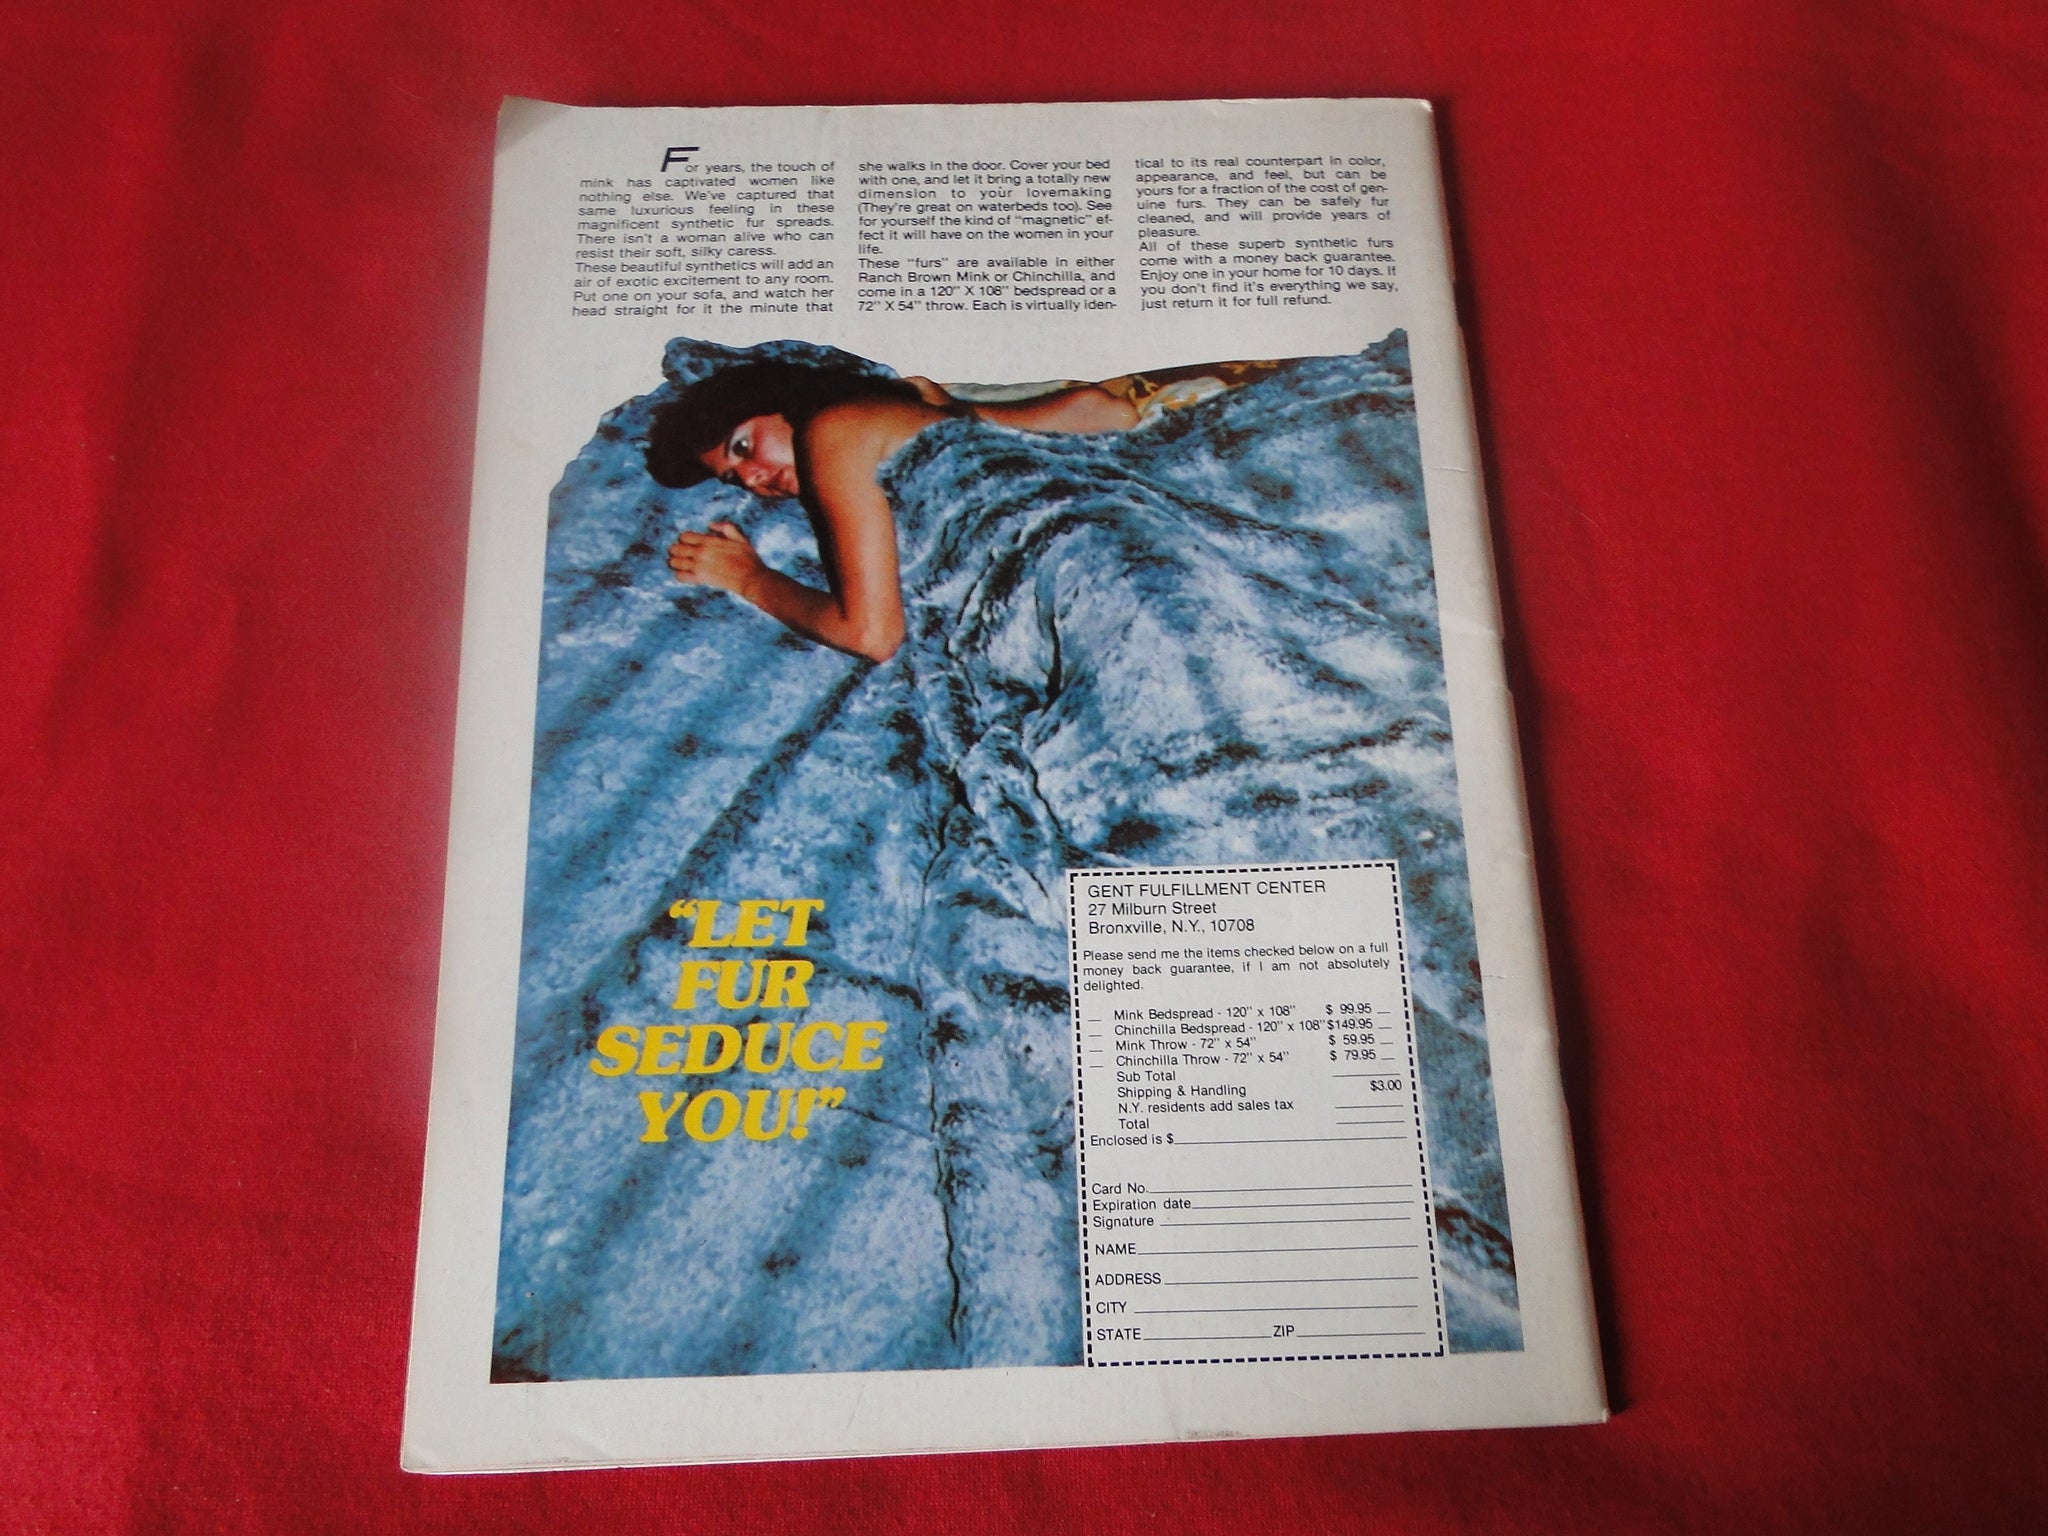 For years, the touch of
mink has captivated women like
nothing else. We've captured that
same luxurious feeling in these
magnificent synthetic fur spreads.
There isn't a woman alive who can
resist their soft, silky caress.
These beautiful synthetics will add an
air of exotic excitement to any room.
Put one on your sofa, and watch her
head straight for it the minute that
she walks in the door. Cover your bed
with one, and let it bring a totally new
dimension to your lovemaking
(They're great on waterbeds too). See
for yourself the kind of "magnetic" ef-
fect it will have on the women in your
life.
These "furs" are available in either
Ranch Brown Mink or Chinchilla, and
come in a 120" X 108" bedspread or a
72" X 54" throw. Each is virtually iden-
tical to its real counterpart in color,
appearance, and feel, but can be
yours for a fraction of the cost of gen-
uine furs. They can be safely fur
cleaned, and will provide years of
pleasure.
All of these superb synthetic furs
come with a money back guarantee.
Enjoy one in your home for 10 days. If
you don't find it's everything we say,
just return it for full refund.
"LET
FUR
SEDUCE
YOU!"
GENT FULFILLMENT CENTER
27 Milburn Street
Bronxville, N.Y., 10708
Please send me the items checked below on a full
money back guarantee, if I am not absolutely
delighted.
__ Mink Bedspread - 120" x 108" $ 99.95 __
__ Chinchilla Bedspread - 120" x 108" $149.95 __
__ Mink Throw - 72" x 54" $ 59.95 __
__ Chinchilla Throw - 72" x 54" $ 79.95 __
Sub Total
Shipping & Handling $3.00
N.Y. residents add sales tax
Total
Enclosed is $
Card No.
Expiration date
Signature
NAME
ADDRESS
CITY
STATE ZIP